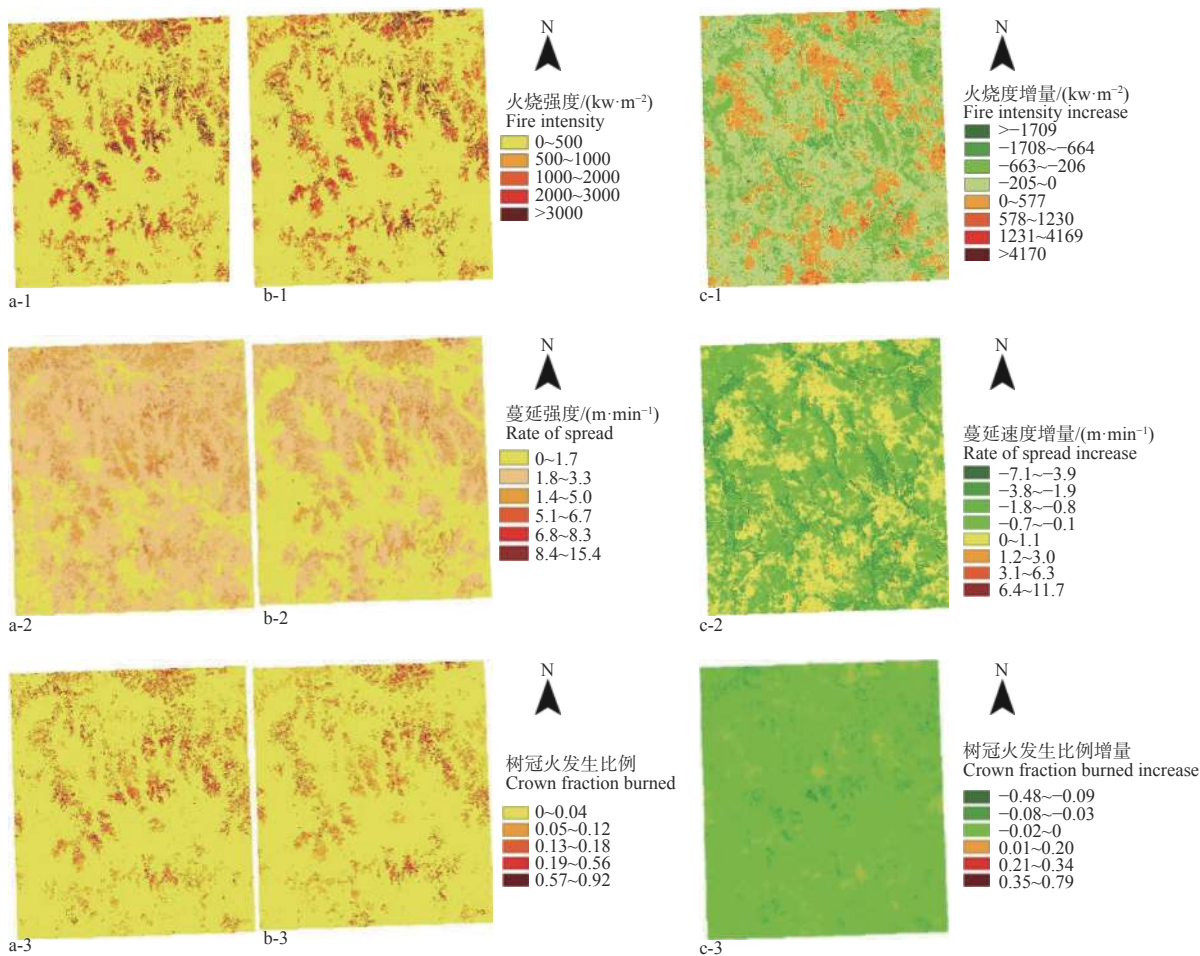 N
火烧强度/(kw·m⁻²)
Fire intensity
0~500
500~1000
1000~2000
2000~3000
>3000
a-1
b-1
N
火烧度增量/(kw·m⁻²)
Fire intensity increase
>−1709
−1708~−664
−663~−206
−205~0
0~577
578~1230
1231~4169
>4170
c-1
N
蔓延强度/(m·min⁻¹)
Rate of spread
0~1.7
1.8~3.3
1.4~5.0
5.1~6.7
6.8~8.3
8.4~15.4
a-2
b-2
N
蔓延速度增量/(m·min⁻¹)
Rate of spread increase
−7.1~−3.9
−3.8~−1.9
−1.8~−0.8
−0.7~−0.1
0~1.1
1.2~3.0
3.1~6.3
6.4~11.7
c-2
N
树冠火发生比例
Crown fraction burned
0~0.04
0.05~0.12
0.13~0.18
0.19~0.56
0.57~0.92
a-3
b-3
N
树冠火发生比例增量
Crown fraction burned increase
−0.48~−0.09
−0.08~−0.03
−0.02~0
0.01~0.20
0.21~0.34
0.35~0.79
c-3